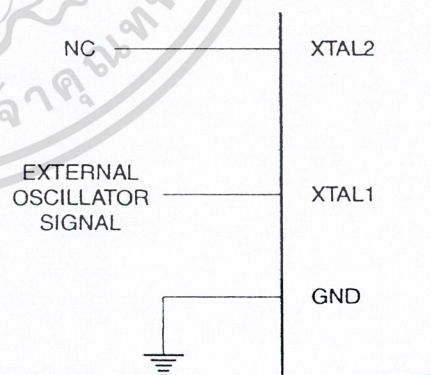 NC
XTAL2
EXTERNAL
OSCILLATOR
SIGNAL
XTAL1
GND